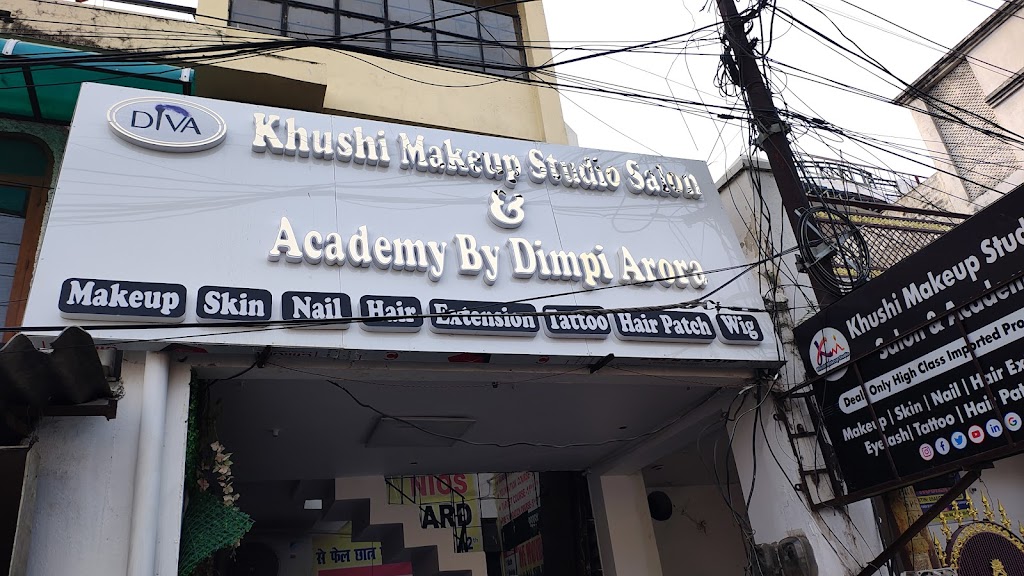 DIVA
Khushi Makeup Studio Salon
&
Academy By Dimpi Arora
Makeup Skin Nail Hair Extension Tattoo Hair Patch Wig
Khushi Makeup Stud
Salon & Academ
Deal Only High Class Imported Pro
Makeup | Skin | Nail | Hair Ex
Eyelash | Tattoo | Hair Pat
NIOS
ARD
से फेल छात्र